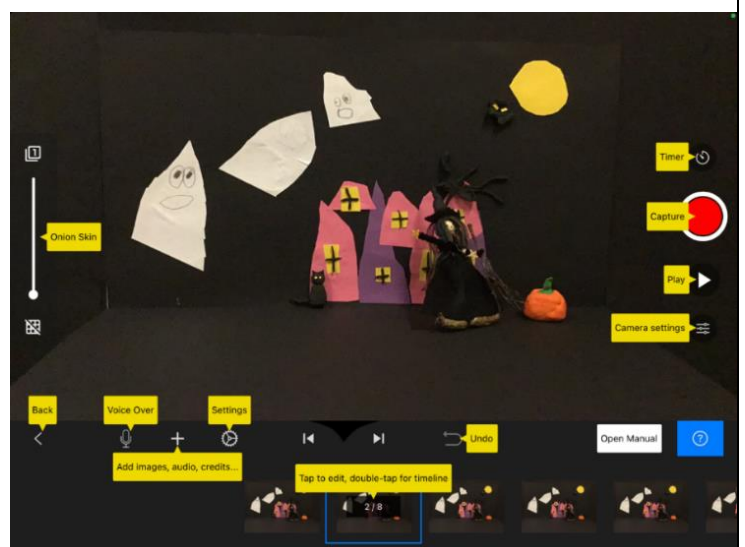 Timer
Capture
Onion Skin
Play
Camera settings
Back
Voice Over
Settings
Undo
Open Manual
?
Add images, audio, credits...
Tap to edit, double-tap for timeline
2 / 8
1